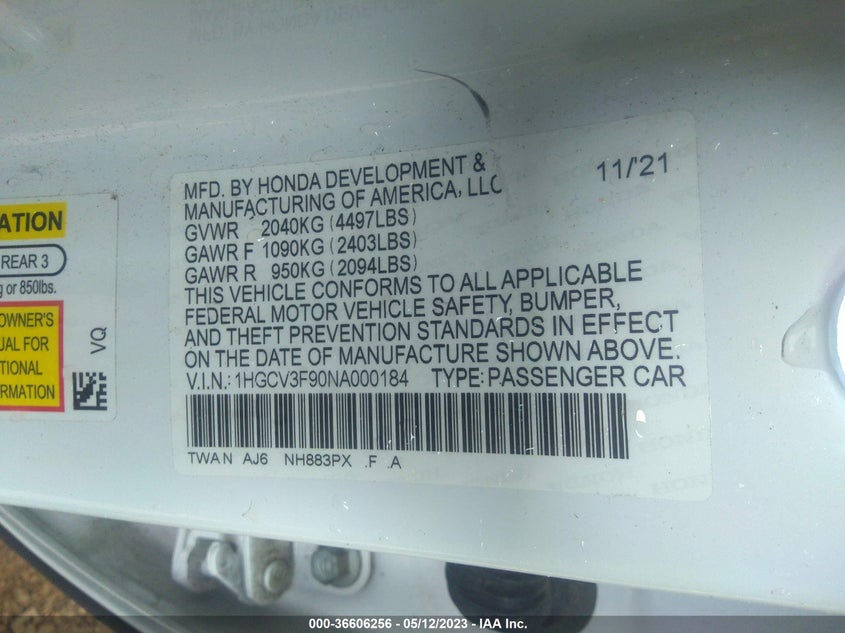 MFD. BY HONDA DEVELOPMENT & 11/'21
MANUFACTURING OF AMERICA, LLC
GVWR 2040KG (4497LBS)
GAWR F 1090KG (2403LBS)
GAWR R 950KG (2094LBS)
THIS VEHICLE CONFORMS TO ALL APPLICABLE
FEDERAL MOTOR VEHICLE SAFETY, BUMPER,
AND THEFT PREVENTION STANDARDS IN EFFECT
ON THE DATE OF MANUFACTURE SHOWN ABOVE.
V.I.N.: 1HGCV3F90NA000184 TYPE: PASSENGER CAR
TWAN AJ6 NH883PX .F .A
ATION
REAR 3
g or 850lbs.
OWNER'S
UAL FOR
TIONAL
FORMATION
VQ
000-36606256 - 05/12/2023 - IAA Inc.